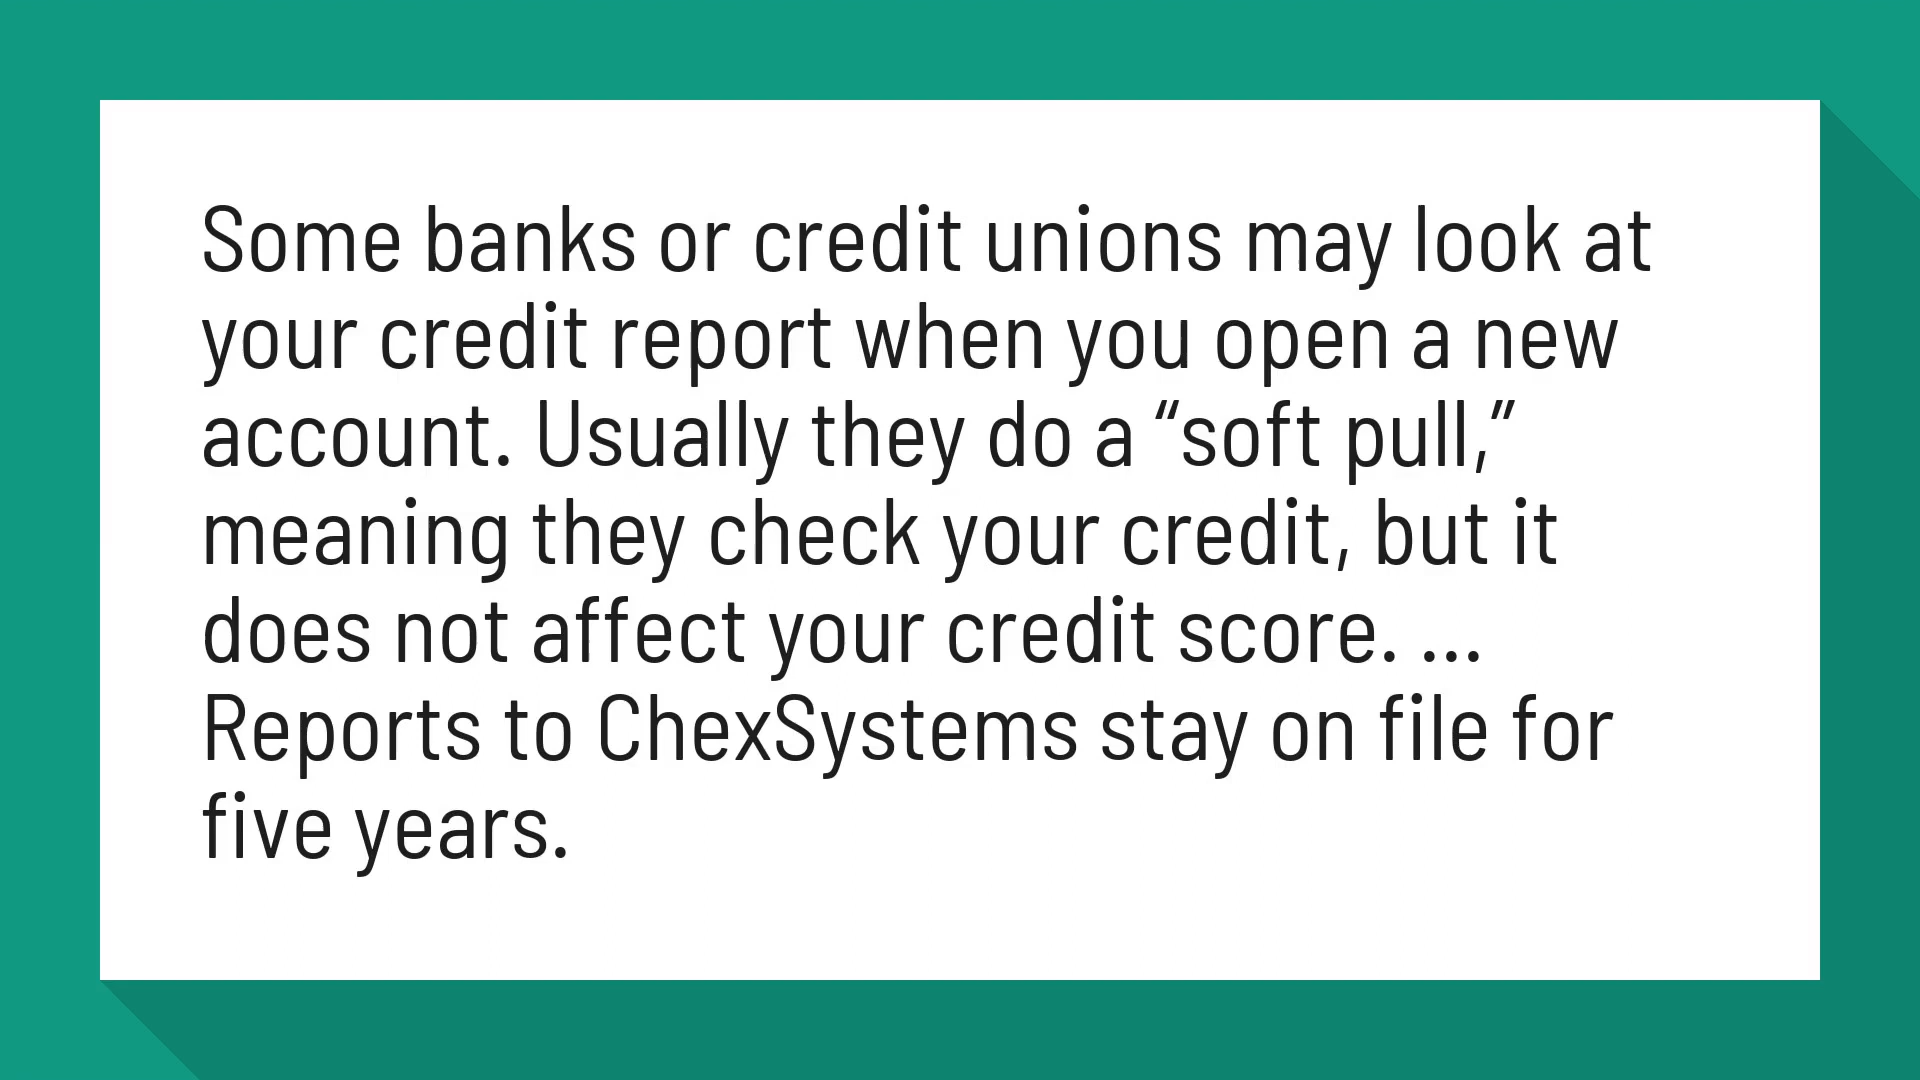 Some banks or credit unions may look at
your credit report when you open a new
account. Usually they do a “soft pull,”
meaning they check your credit, but it
does not affect your credit score. ...
Reports to ChexSystems stay on file for
five years.